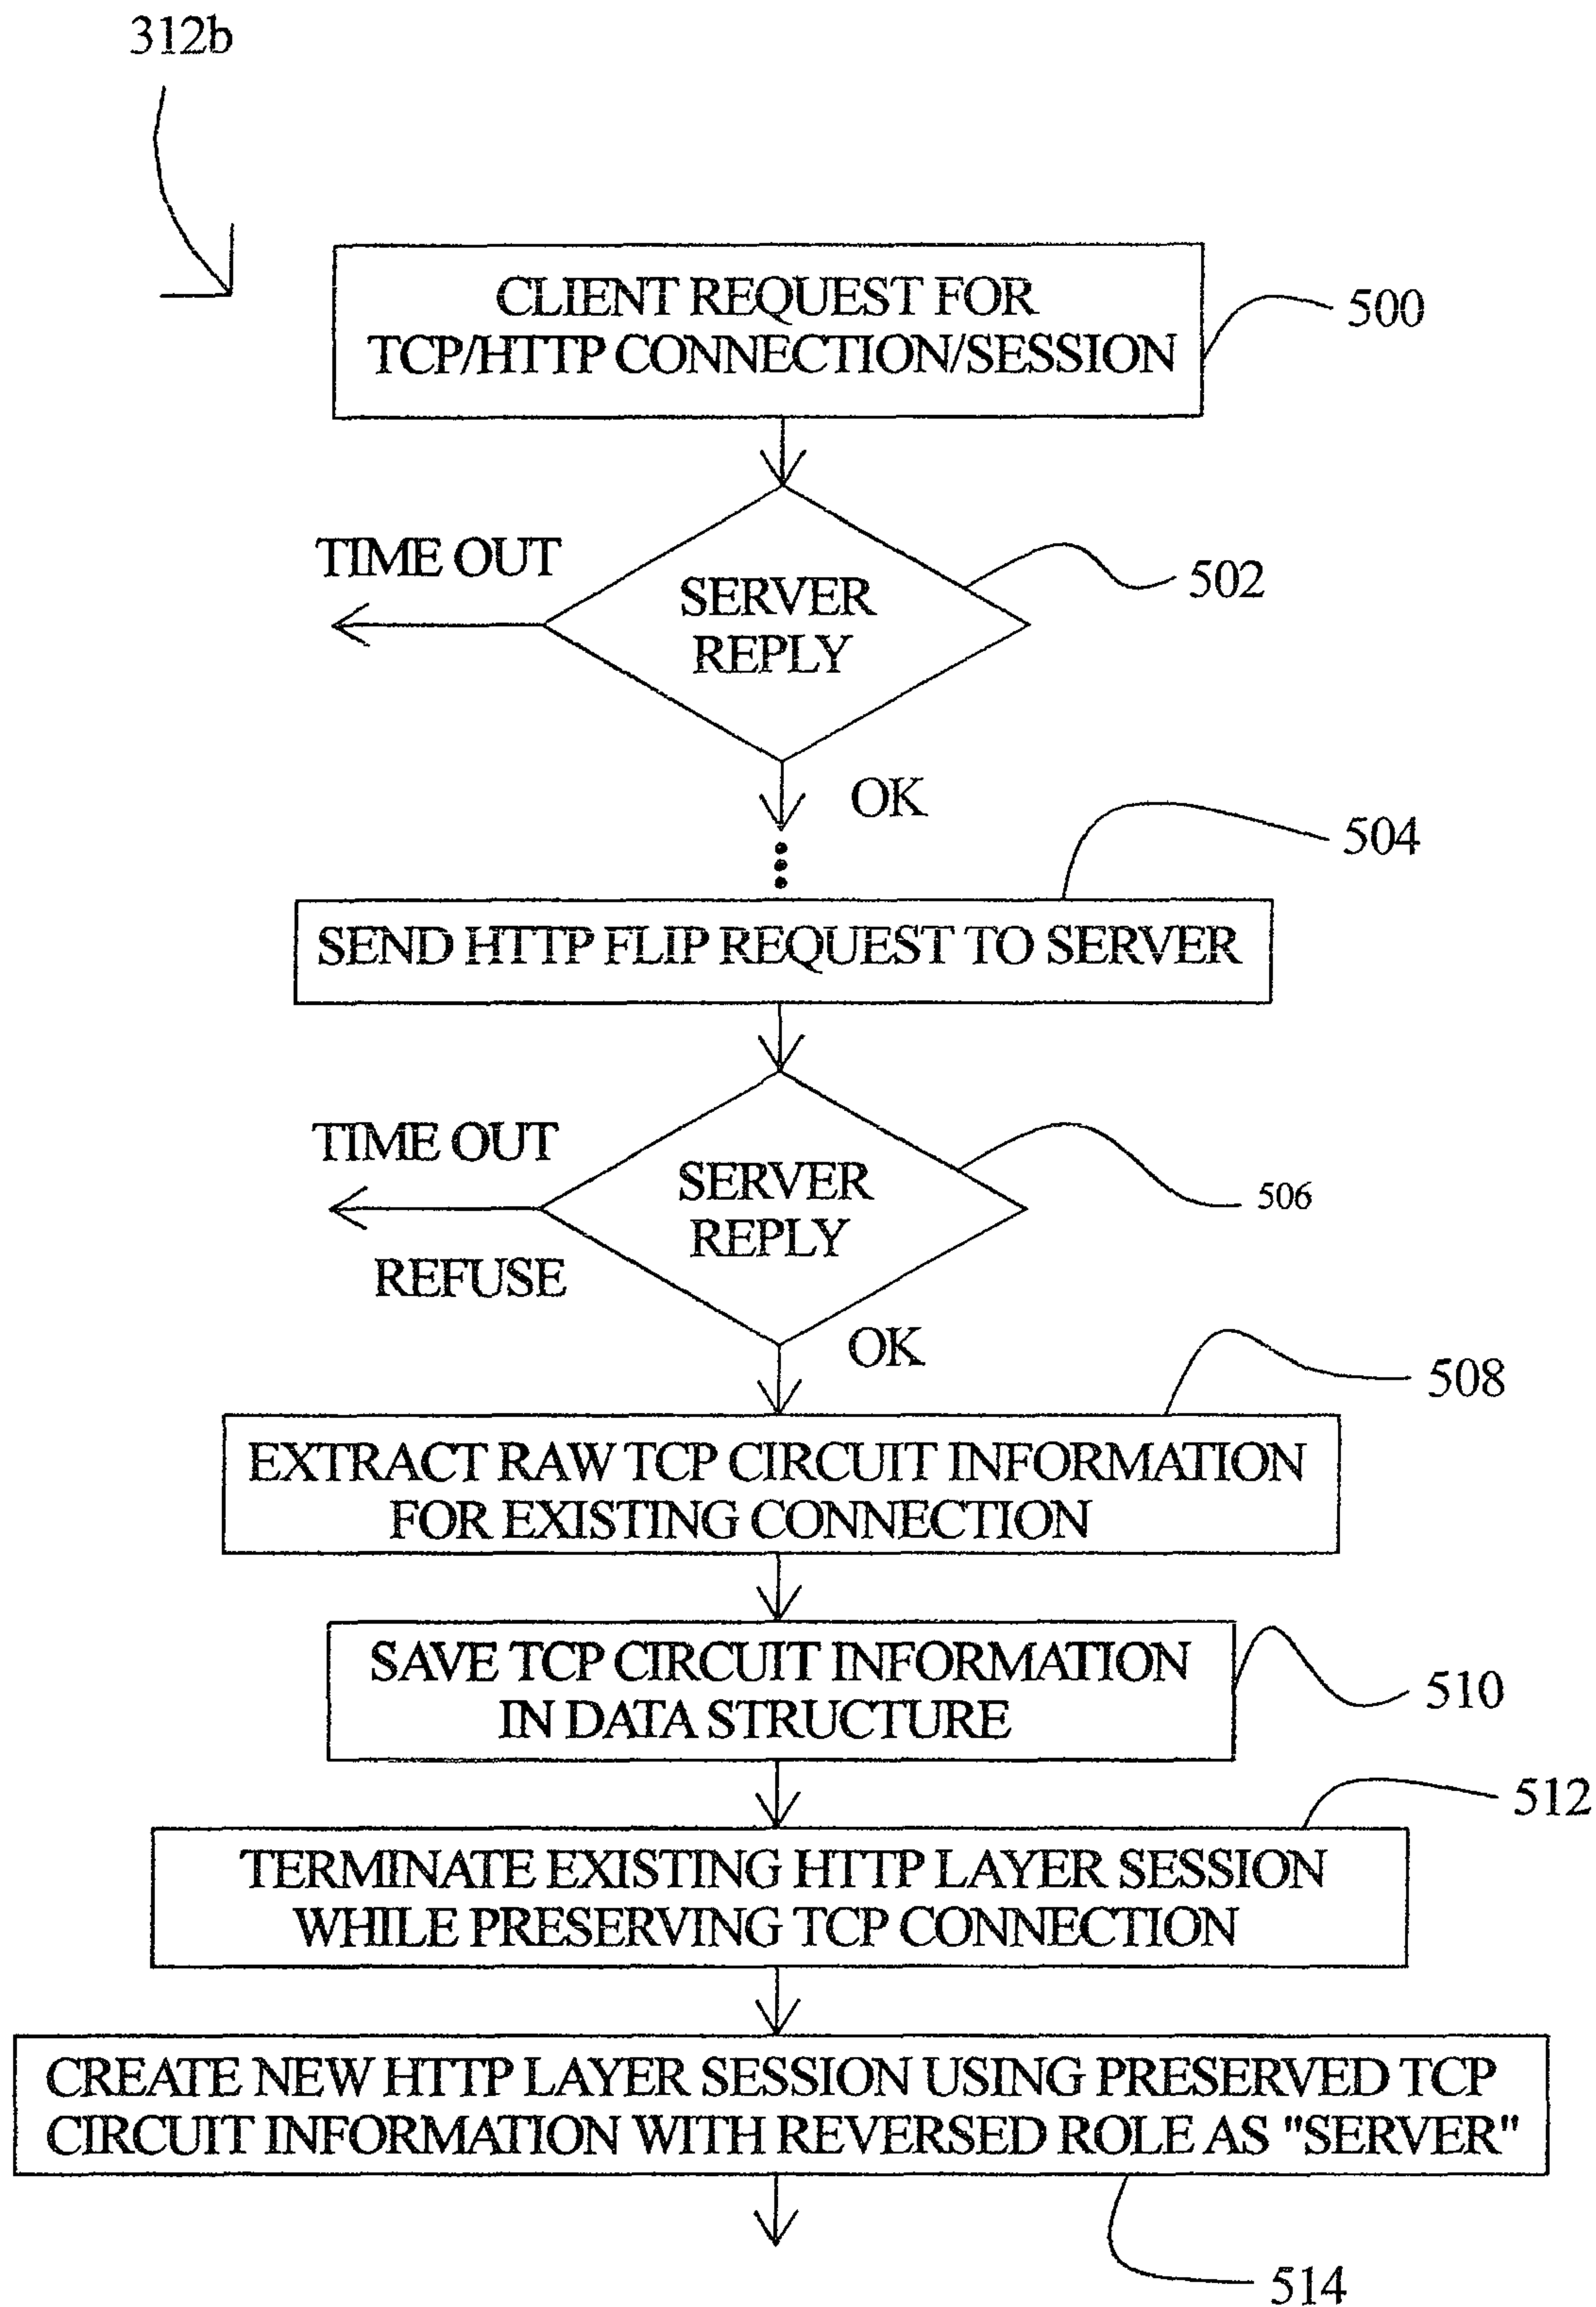 312b
CLIENT REQUEST FOR
TCP/HTTP CONNECTION/SESSION
500
TIME OUT
SERVER
REPLY
502
OK
504
SEND HTTP FLIP REQUEST TO SERVER
TIME OUT
SERVER
REPLY
506
REFUSE
OK
508
EXTRACT RAW TCP CIRCUIT INFORMATION
FOR EXISTING CONNECTION
SAVE TCP CIRCUIT INFORMATION
IN DATA STRUCTURE
510
512
TERMINATE EXISTING HTTP LAYER SESSION
WHILE PRESERVING TCP CONNECTION
CREATE NEW HTTP LAYER SESSION USING PRESERVED TCP
CIRCUIT INFORMATION WITH REVERSED ROLE AS "SERVER"
514